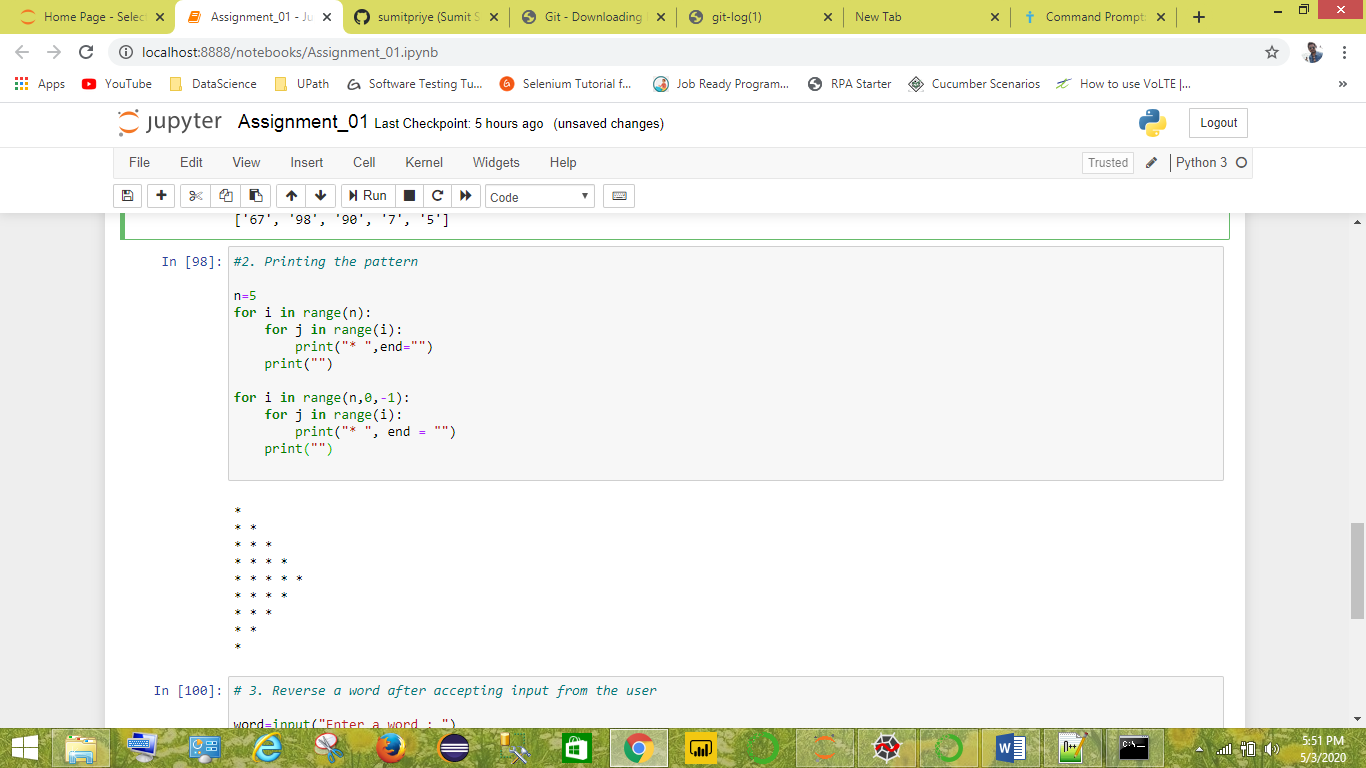 Home Page - Select
Assignment_01 - Ju
sumitpriye (Sumit S
Git - Downloading
git-log(1)
New Tab
Command Prompt
localhost:8888/notebooks/Assignment_01.ipynb
Apps
YouTube
DataScience
UPath
Software Testing Tu...
Selenium Tutorial f...
Job Ready Program...
RPA Starter
Cucumber Scenarios
How to use VoLTE |...
»
jupyter Assignment_01 Last Checkpoint: 5 hours ago (unsaved changes)
Logout
File Edit View Insert Cell Kernel Widgets Help
Trusted
Python 3
Run
Code
['67', '98', '90', '7', '5']
In [98]: #2. Printing the pattern
n=5
for i in range(n):
    for j in range(i):
        print("* ",end="")
    print("")
for i in range(n,0,-1):
    for j in range(i):
        print("* ", end = "")
    print("")
*
* *
* * *
* * * *
* * * * *
* * * *
* * *
* *
*
In [100]: # 3. Reverse a word after accepting input from the user
word=input("Enter a word : ")
5:51 PM
5/3/2020